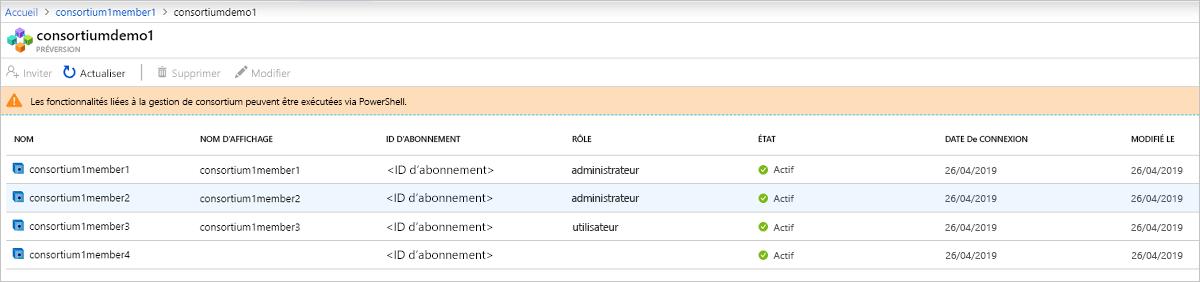 Accueil > consortium1member1 > consortiumdemo1
consortiumdemo1
PRÉVERSION
Inviter Actualiser Supprimer Modifier
Les fonctionnalités liées à la gestion de consortium peuvent être exécutées via PowerShell.
NOM NOM D'AFFICHAGE ID D'ABONNEMENT RÔLE ÉTAT DATE De CONNEXION MODIFIÉ LE
consortium1member1 consortium1member1 <ID d'abonnement> administrateur Actif 26/04/2019 26/04/2019
consortium1member2 consortium1member2 <ID d'abonnement> administrateur Actif 26/04/2019 26/04/2019
consortium1member3 consortium1member3 <ID d'abonnement> utilisateur Actif 26/04/2019 26/04/2019
consortium1member4 <ID d'abonnement> Actif 26/04/2019 26/04/2019